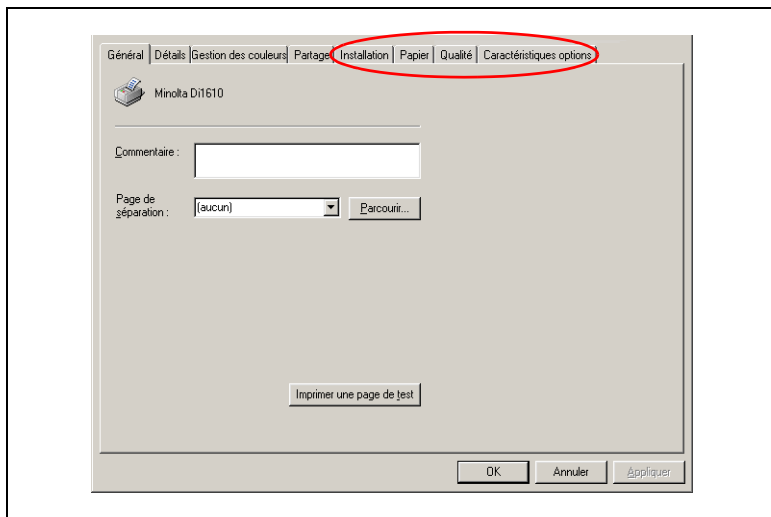 Général Détails Gestion des couleurs Partage Installation Papier Qualité Caractéristiques options
Minolta Di1610
Commentaire :
Page de
séparation :
(aucun)
Parcourir...
Imprimer une page de test
OK Annuler Appliquer